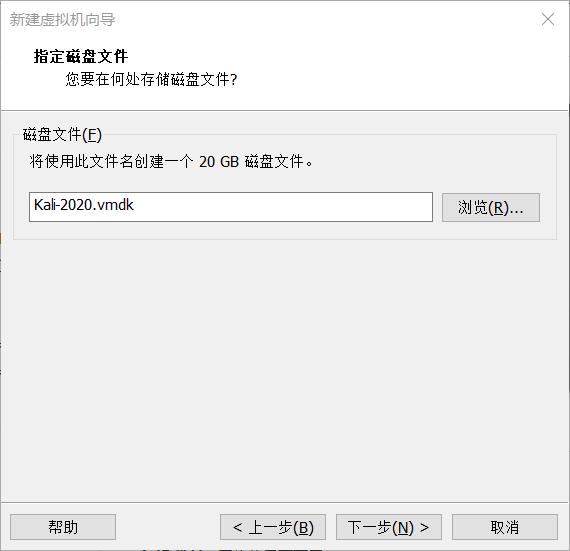 新建虚拟机向导
指定磁盘文件
您要在何处存储磁盘文件?
磁盘文件(F)
将使用此文件名创建一个 20 GB 磁盘文件。
Kali-2020.vmdk
浏览(R)...
帮助
< 上一步(B)
下一步(N) >
取消